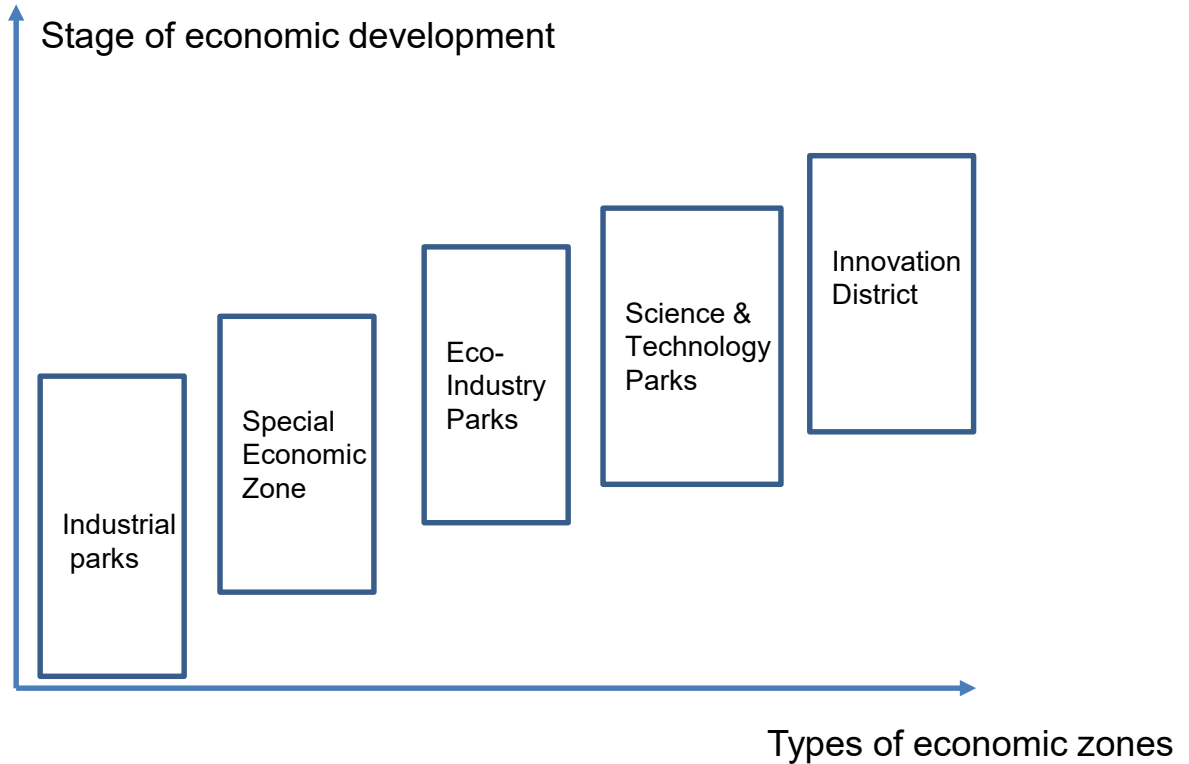 Stage of economic development
Innovation
District
Science &
Technology
Parks
Eco-
Industry
Parks
Special
Economic
Zone
Industrial
parks
Types of economic zones